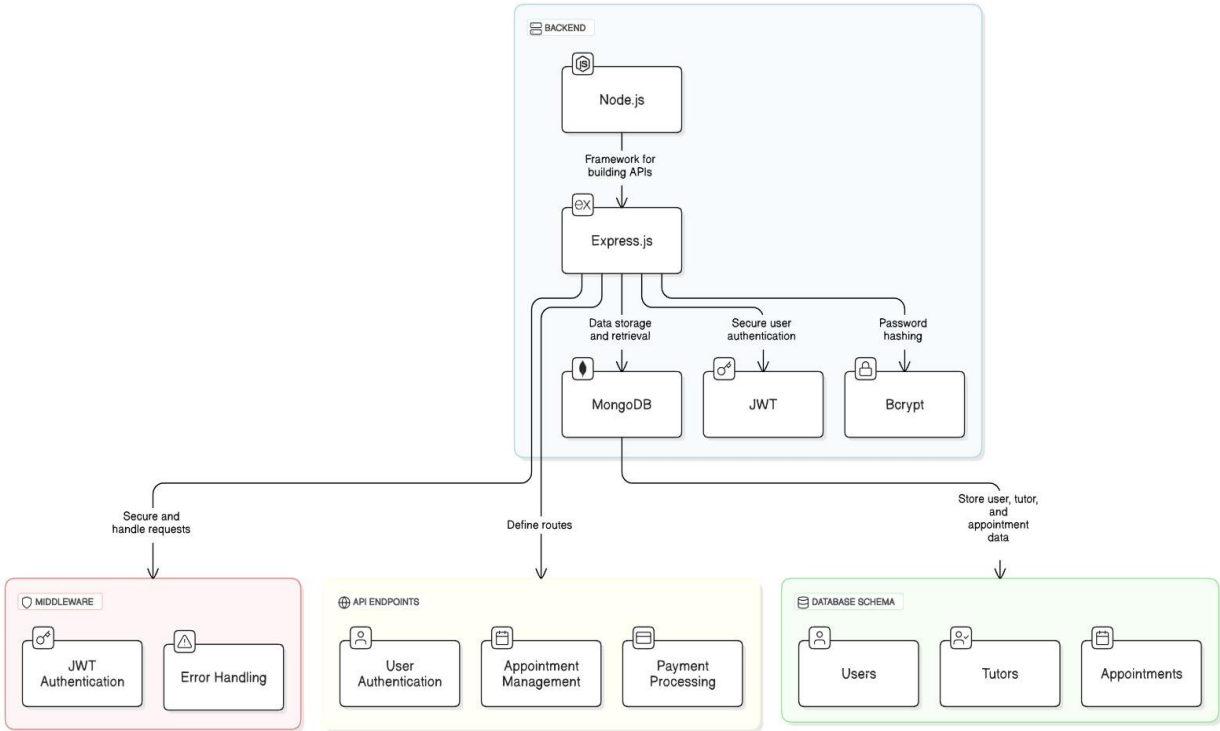 BACKEND
JS
Node.js
Framework for
building APIs
ex
Express.js
Data storage
and retrieval
Secure user
authentication
Password
hashing
MongoDB
JWT
Bcrypt
Secure and
handle requests
Define routes
Store user, tutor,
and
appointment
data
MIDDLEWARE
JWT
Authentication
Error Handling
API ENDPOINTS
User
Authentication
Appointment
Management
Payment
Processing
DATABASE SCHEMA
Users
Tutors
Appointments